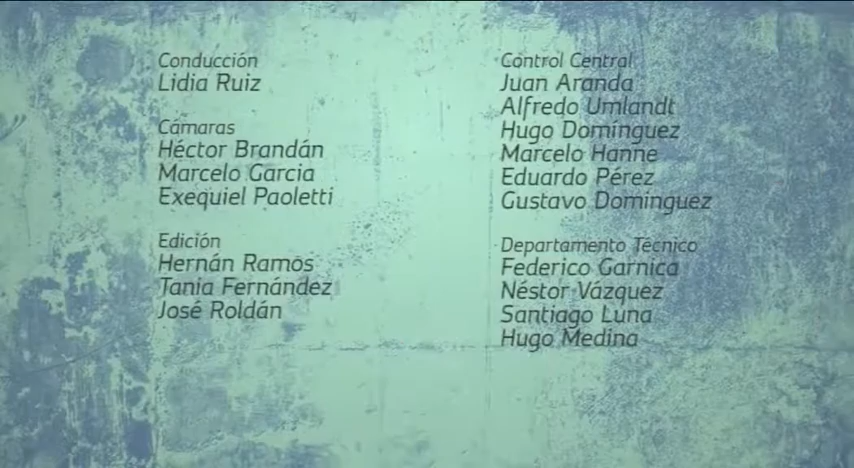 Conducción
Lidia Ruiz
Cámaras
Héctor Brandán
Marcelo Garcia
Exequiel Paoletti
Edición
Hernán Ramos
Tania Fernández
José Roldán
Control Central
Juan Aranda
Alfredo Umlandt
Hugo Domínguez
Marcelo Hanne
Eduardo Pérez
Gustavo Dominguez
Departamento Técnico
Federico Garnica
Néstor Vázquez
Santiago Luna
Hugo Medina